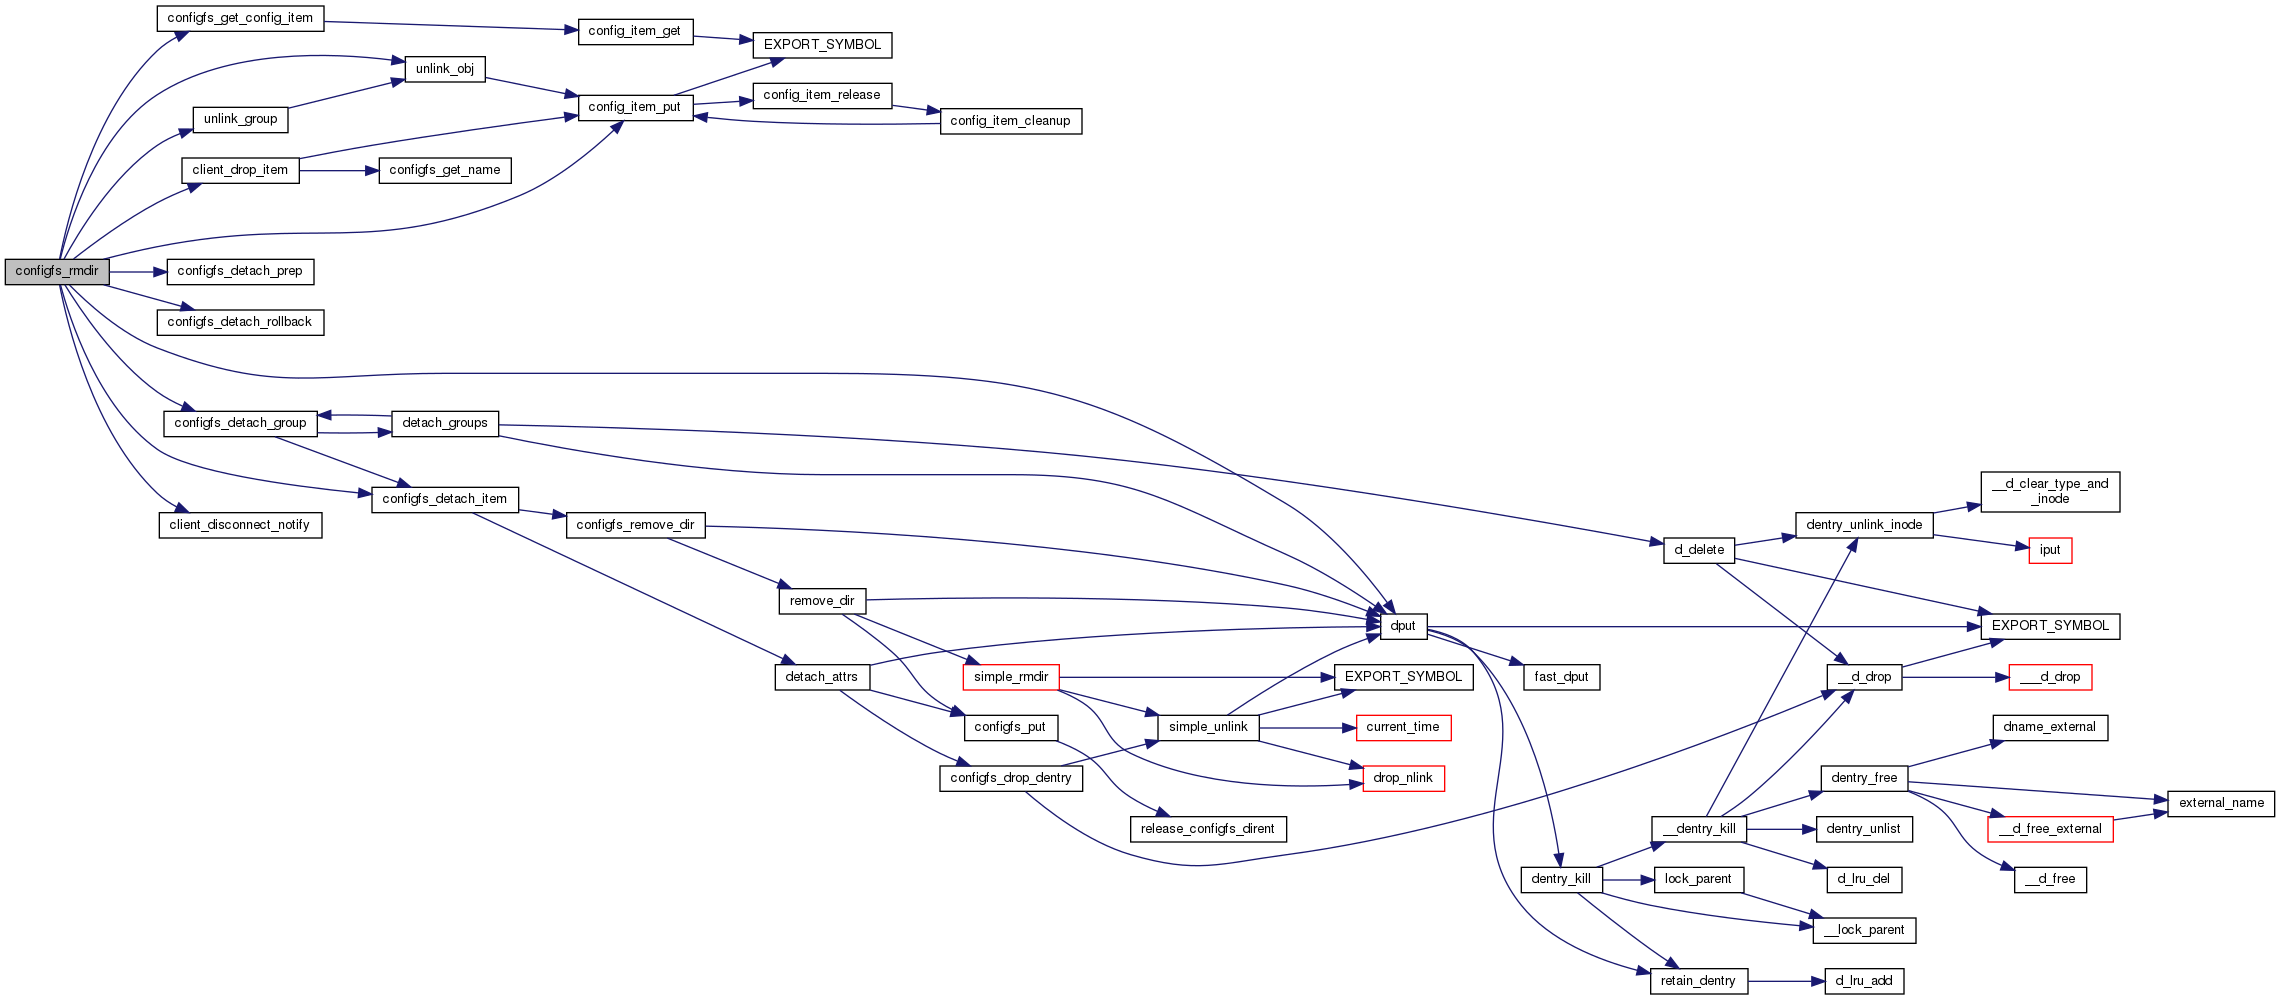 configfs_get_config_item
config_item_get
EXPORT_SYMBOL
unlink_obj
config_item_put
config_item_release
unlink_group
config_item_cleanup
client_drop_item
configfs_get_name
configfs_rmdir
configfs_detach_prep
configfs_detach_rollback
configfs_detach_group
detach_groups
configfs_detach_item
client_disconnect_notify
configfs_remove_dir
__d_clear_type_and
_inode
dentry_unlink_inode
d_delete
iput
remove_dir
dput
EXPORT_SYMBOL
detach_attrs
simple_rmdir
EXPORT_SYMBOL
fast_dput
__d_drop
___d_drop
configfs_put
simple_unlink
current_time
dname_external
configfs_drop_dentry
drop_nlink
dentry_free
external_name
release_configfs_dirent
__dentry_kill
dentry_unlist
__d_free_external
dentry_kill
lock_parent
d_lru_del
__d_free
__lock_parent
retain_dentry
d_lru_add